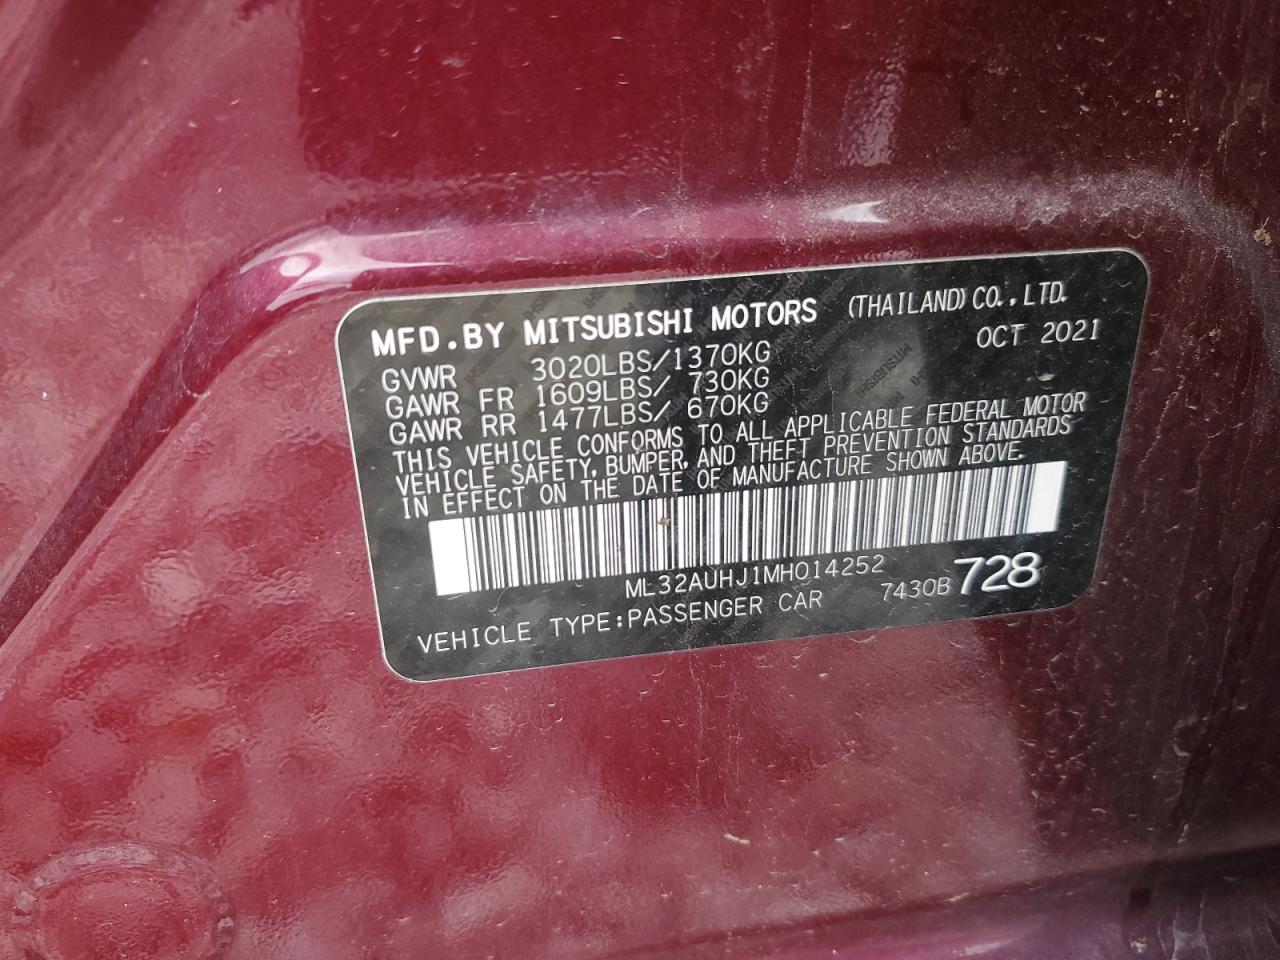 MFD.BY MITSUBISHI MOTORS (THAILAND) CO.,LTD.
OCT 2021
GVWR 3020LBS/1370KG
GAWR FR 1609LBS/ 730KG
GAWR RR 1477LBS/ 670KG
THIS VEHICLE CONFORMS TO ALL APPLICABLE FEDERAL MOTOR
VEHICLE SAFETY, BUMPER, AND THEFT PREVENTION STANDARDS
IN EFFECT ON THE DATE OF MANUFACTURE SHOWN ABOVE.
ML32AUHJ1MH014252
7430B 728
VEHICLE TYPE:PASSENGER CAR